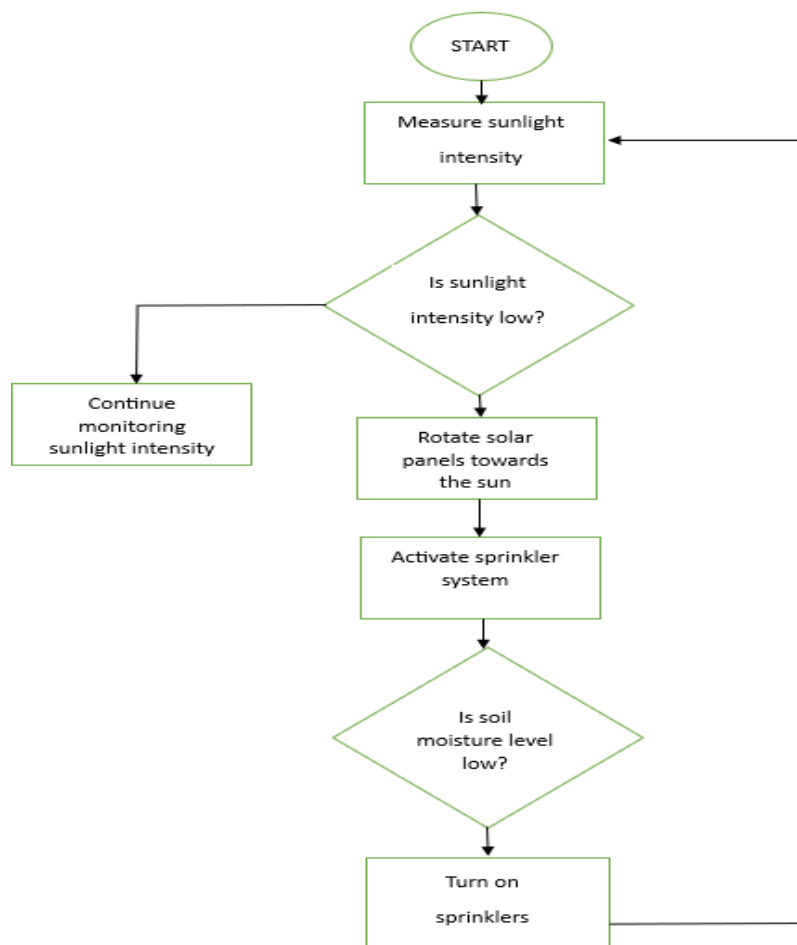 START
Measure sunlight
intensity
Is sunlight
intensity low?
Continue
monitoring
sunlight intensity
Rotate solar
panels towards
the sun
Activate sprinkler
system
Is soil
moisture level
low?
Turn on
sprinklers